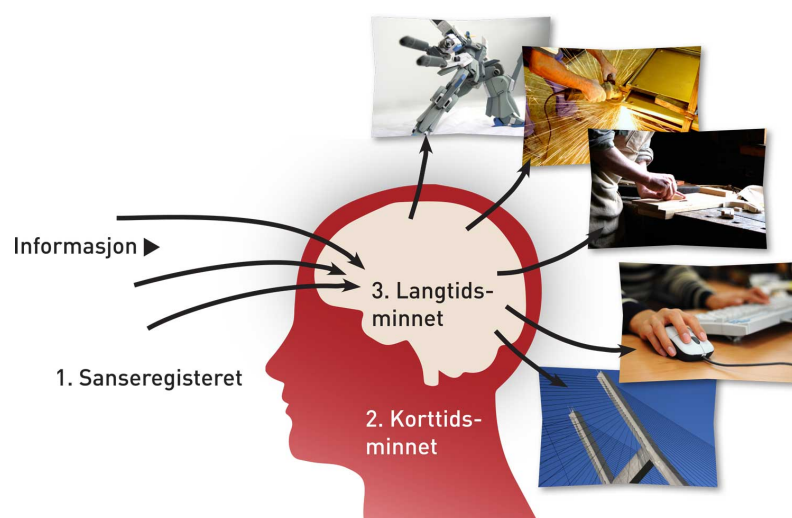 Informasjon ▶
1. Sanseregisteret
2. Korttids-
minnet
3. Langtids-
minnet